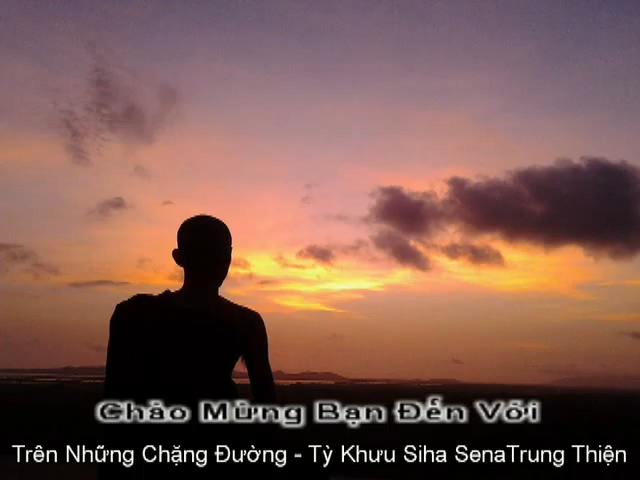 Chào Mừng Bạn Đến Với
Trên Những Chặng Đường - Tỳ Khưu Siha SenaTrung Thiện